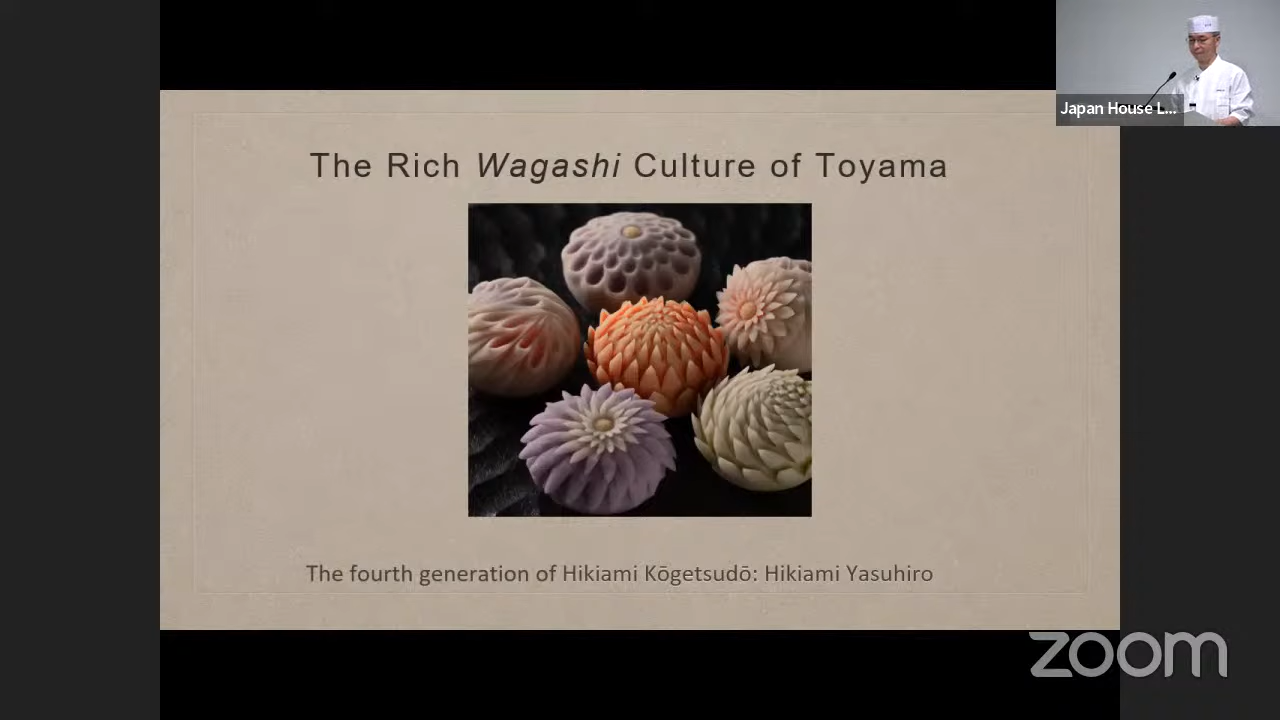 Japan House L...
The Rich Wagashi Culture of Toyama
The fourth generation of Hikiami Kōgetsudō: Hikiami Yasuhiro
zoom